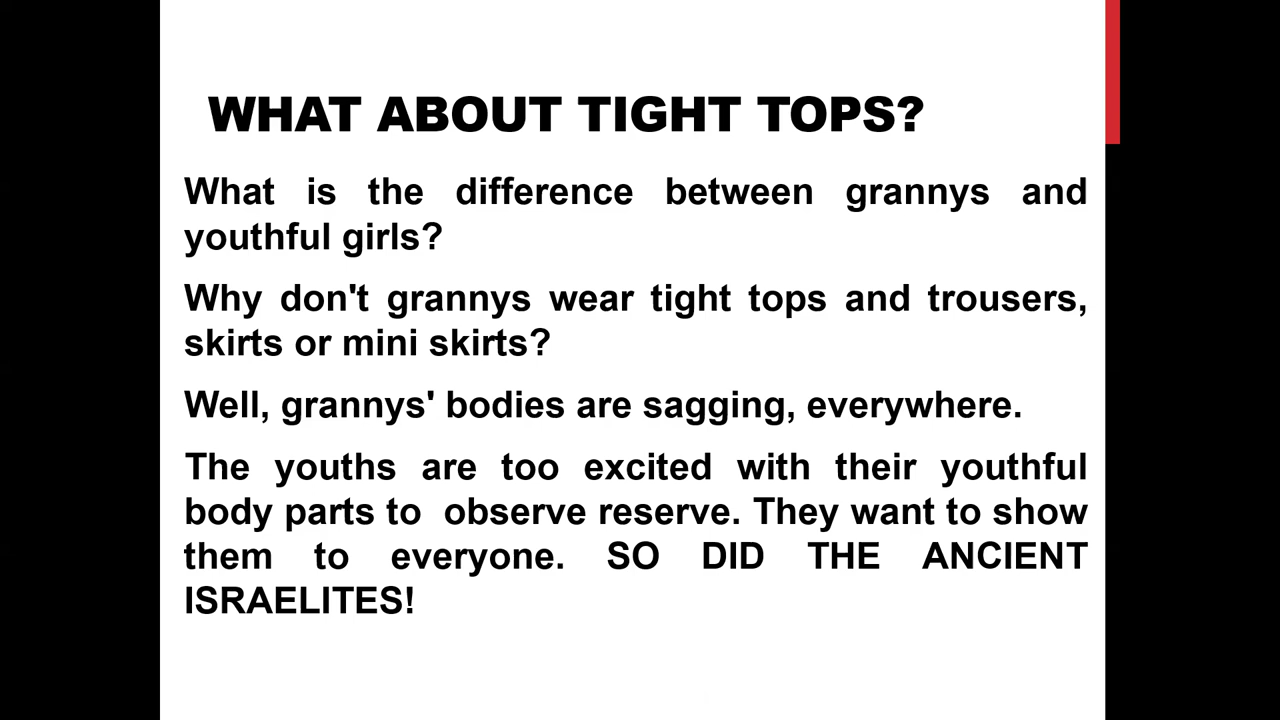 WHAT ABOUT TIGHT TOPS?
What is the difference between grannys and
youthful girls?
Why don't grannys wear tight tops and trousers,
skirts or mini skirts?
Well, grannys' bodies are sagging, everywhere.
The youths are too excited with their youthful
body parts to  observe reserve. They want to show
them to everyone. SO DID THE ANCIENT
ISRAELITES!